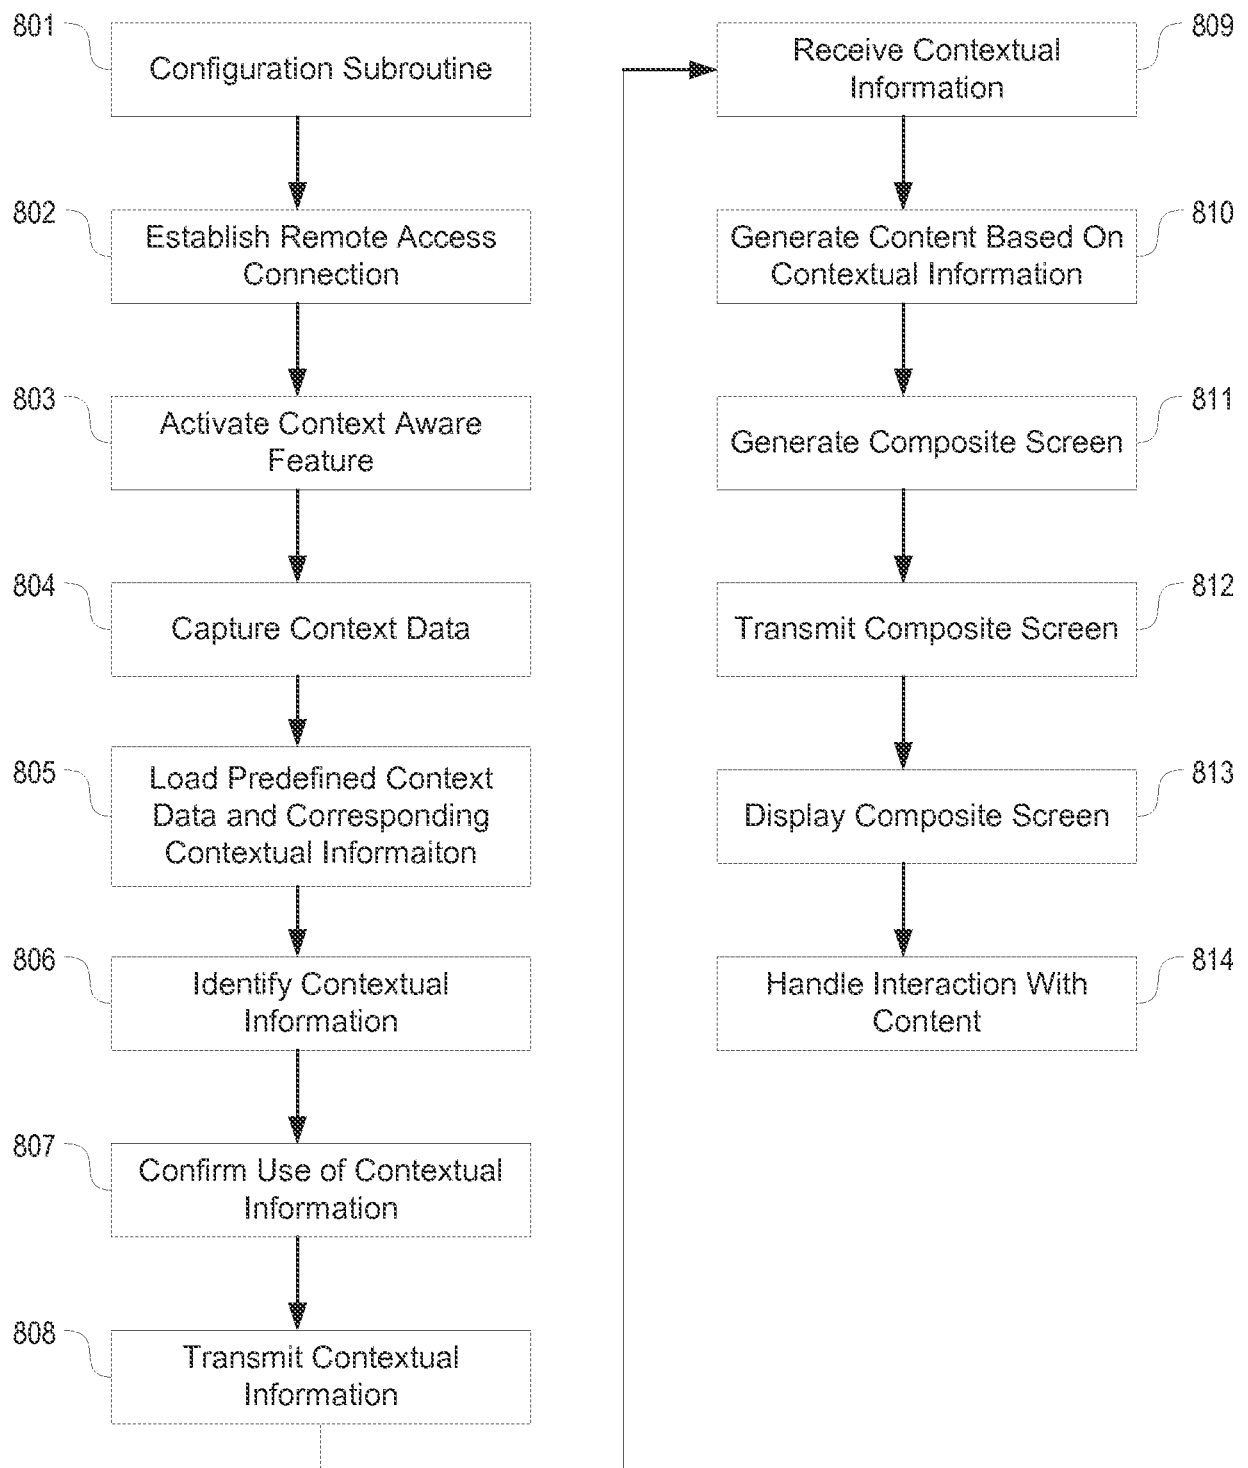 801
Configuration Subroutine
802
Establish Remote Access
Connection
803
Activate Context Aware
Feature
804
Capture Context Data
805
Load Predefined Context
Data and Corresponding
Contextual Informaiton
806
Identify Contextual
Information
807
Confirm Use of Contextual
Information
808
Transmit Contextual
Information
809
Receive Contextual
Information
810
Generate Content Based On
Contextual Information
811
Generate Composite Screen
812
Transmit Composite Screen
813
Display Composite Screen
814
Handle Interaction With
Content